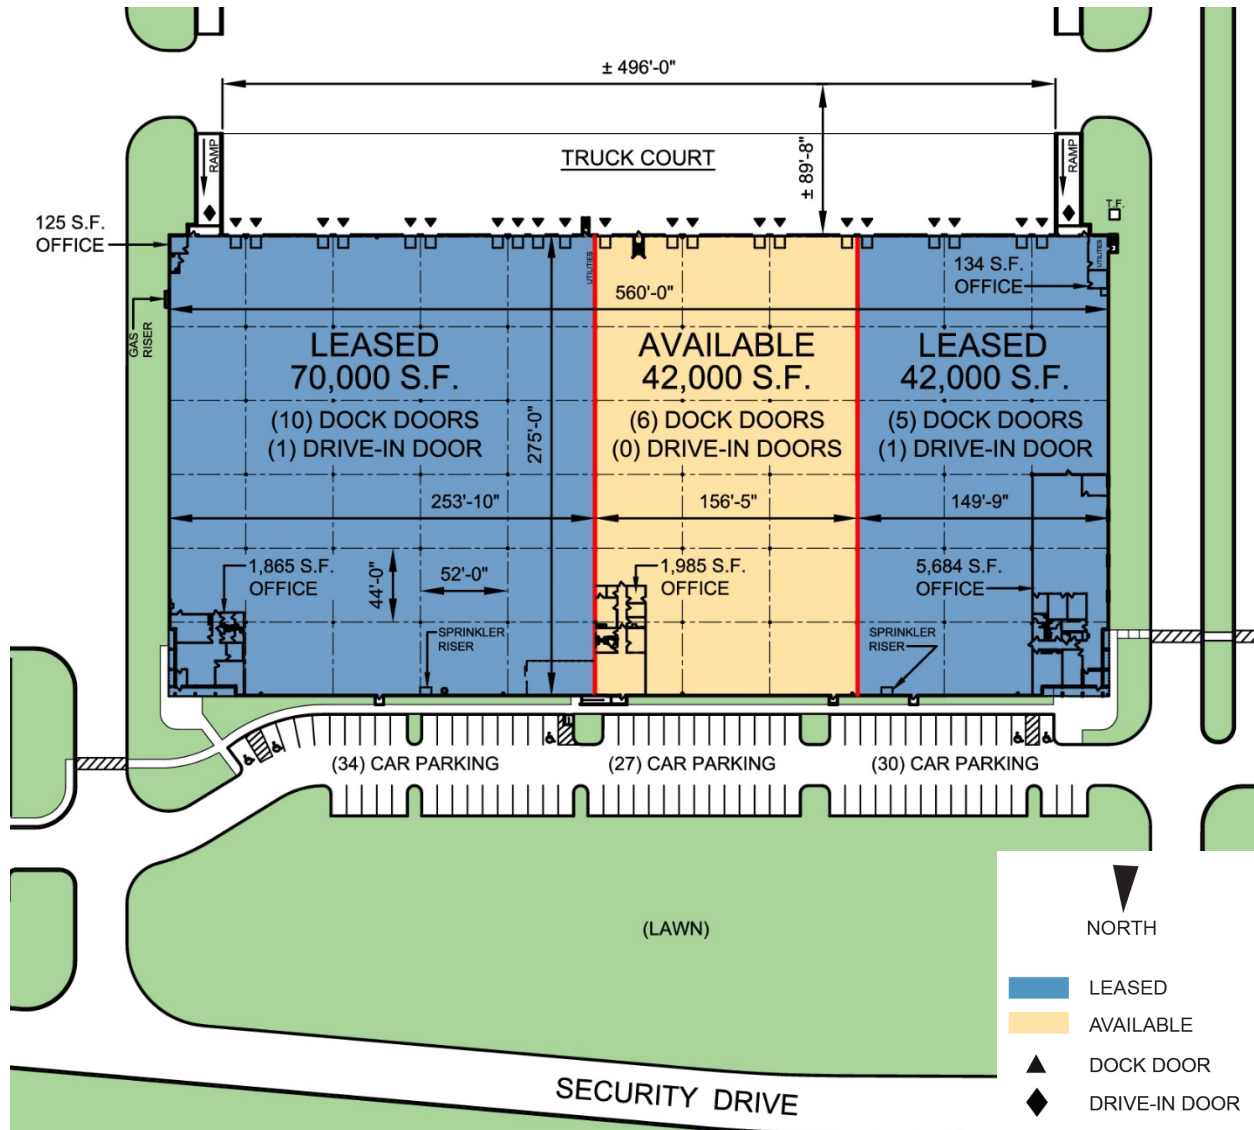 ± 496'-0"
RAMP
TRUCK COURT
± 89'-8"
RAMP
T.F.
125 S.F.
OFFICE
UTILITIES
134 S.F.
OFFICE
UTILITIES
560'-0"
GAS
RISER
LEASED
70,000 S.F.
(10) DOCK DOORS
(1) DRIVE-IN DOOR
275'-0"
AVAILABLE
42,000 S.F.
(6) DOCK DOORS
(0) DRIVE-IN DOORS
LEASED
42,000 S.F.
(5) DOCK DOORS
(1) DRIVE-IN DOOR
253'-10"
156'-5"
149'-9"
1,865 S.F.
OFFICE
44'-0"
52'-0"
1,985 S.F.
OFFICE
5,684 S.F.
OFFICE
SPRINKLER
RISER
SPRINKLER
RISER
(34) CAR PARKING
(27) CAR PARKING
(30) CAR PARKING
(LAWN)
SECURITY DRIVE
NORTH
LEASED
AVAILABLE
DOCK DOOR
DRIVE-IN DOOR